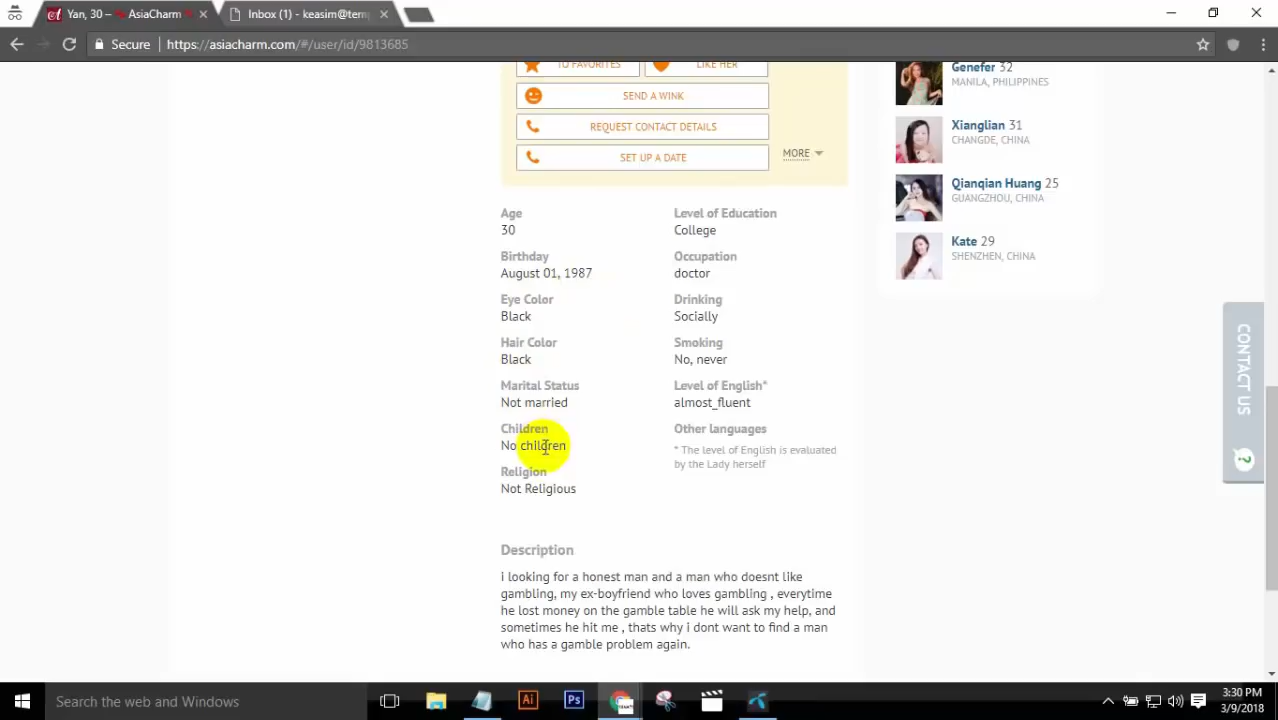 Yan, 30 – AsiaCharm
Inbox (1) - keasim@temp
Secure https://asiacharm.com/#/user/id/9813685
TO FAVORITES LIKE HER
SEND A WINK
REQUEST CONTACT DETAILS
SET UP A DATE
MORE
Age
30
Birthday
August 01, 1987
Eye Color
Black
Hair Color
Black
Marital Status
Not married
Children
No children
Religion
Not Religious
Level of Education
College
Occupation
doctor
Drinking
Socially
Smoking
No, never
Level of English*
almost_fluent
Other languages
* The level of English is evaluated
by the Lady herself
Description
i looking for a honest man and a man who doesnt like
gambling, my ex-boyfriend who loves gambling , everytime
he lost money on the gamble table he will ask my help, and
sometimes he hit me , thats why i dont want to find a man
who has a gamble problem again.
Genefer 32
MANILA, PHILIPPINES
Xianglian 31
CHANGDE, CHINA
Qianqian Huang 25
GUANGZHOU, CHINA
Kate 29
SHENZHEN, CHINA
CONTACT US
?
Search the web and Windows
Ai
Ps
3:30 PM
3/9/2018